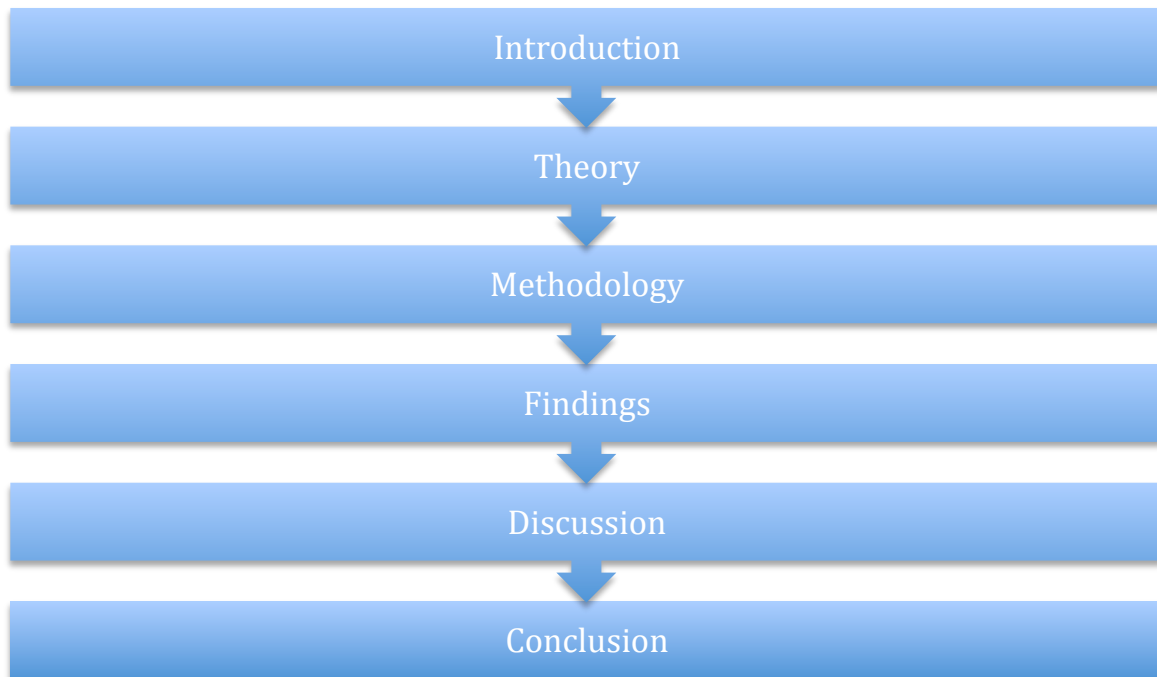 Introduction
Theory
Methodology
Findings
Discussion
Conclusion